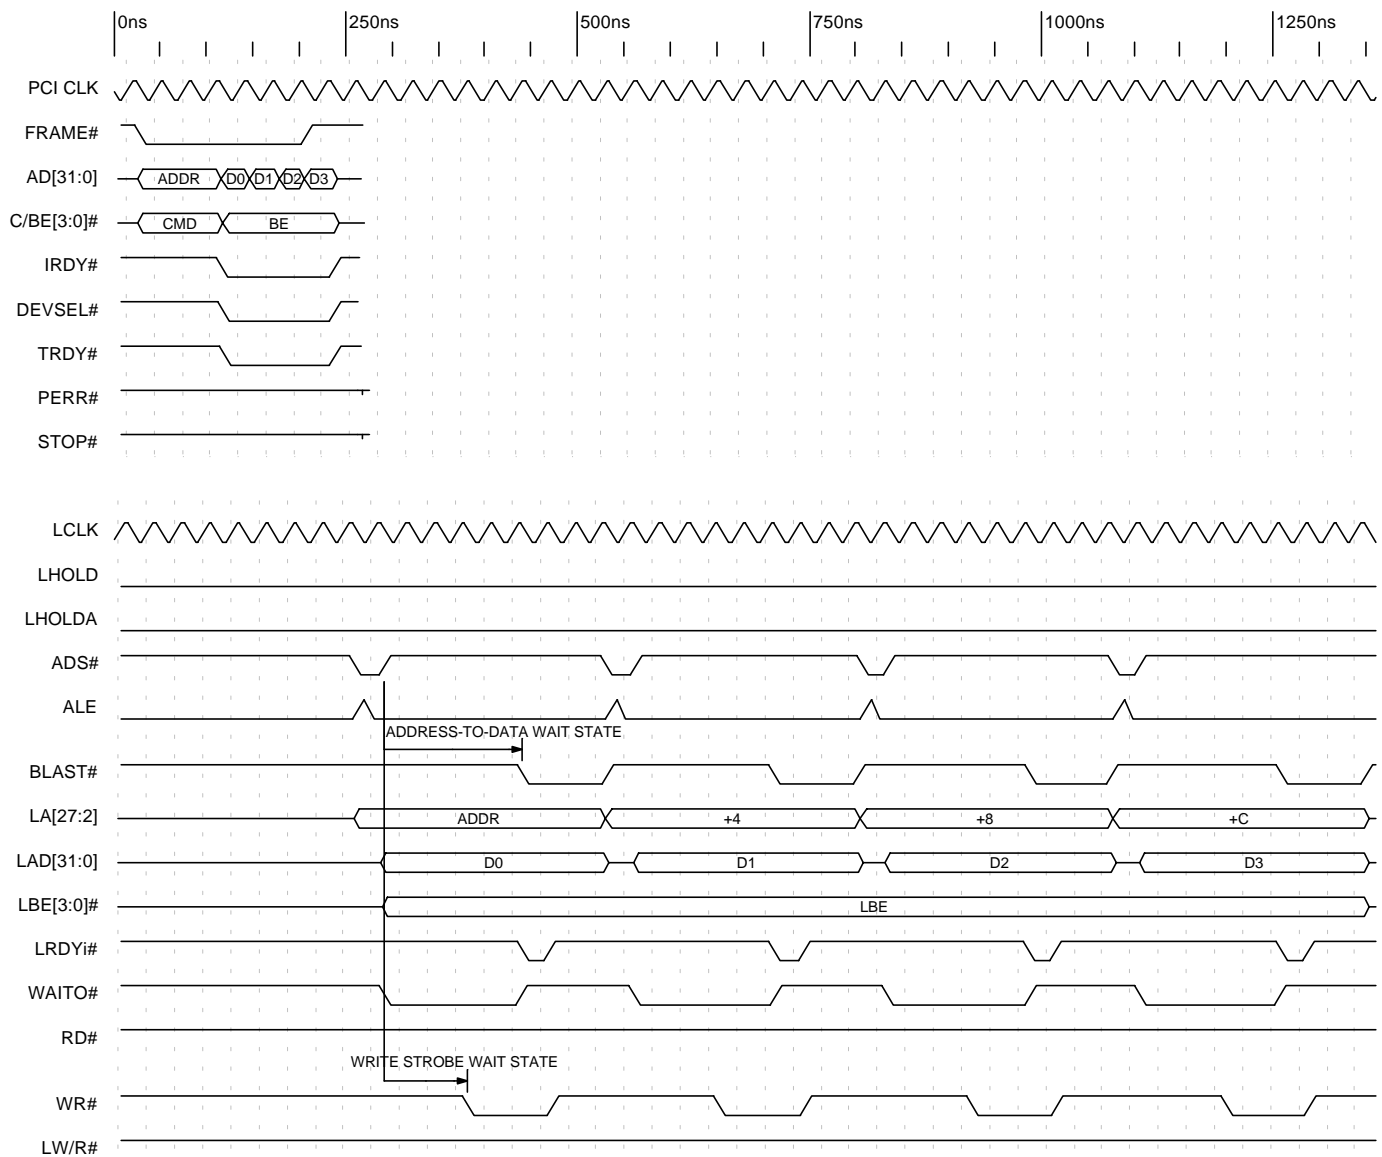 0ns 250ns 500ns 750ns 1000ns 1250ns
PCI CLK
FRAME#
AD[31:0] ADDR D0 D1 D2 D3
C/BE[3:0]# CMD BE
IRDY#
DEVSEL#
TRDY#
PERR#
STOP#
LCLK
LHOLD
LHOLDA
ADS#
ALE
ADDRESS-TO-DATA WAIT STATE
BLAST#
LA[27:2] ADDR +4 +8 +C
LAD[31:0] D0 D1 D2 D3
LBE[3:0]# LBE
LRDYi#
WAITO#
RD#
WRITE STROBE WAIT STATE
WR#
LW/R#